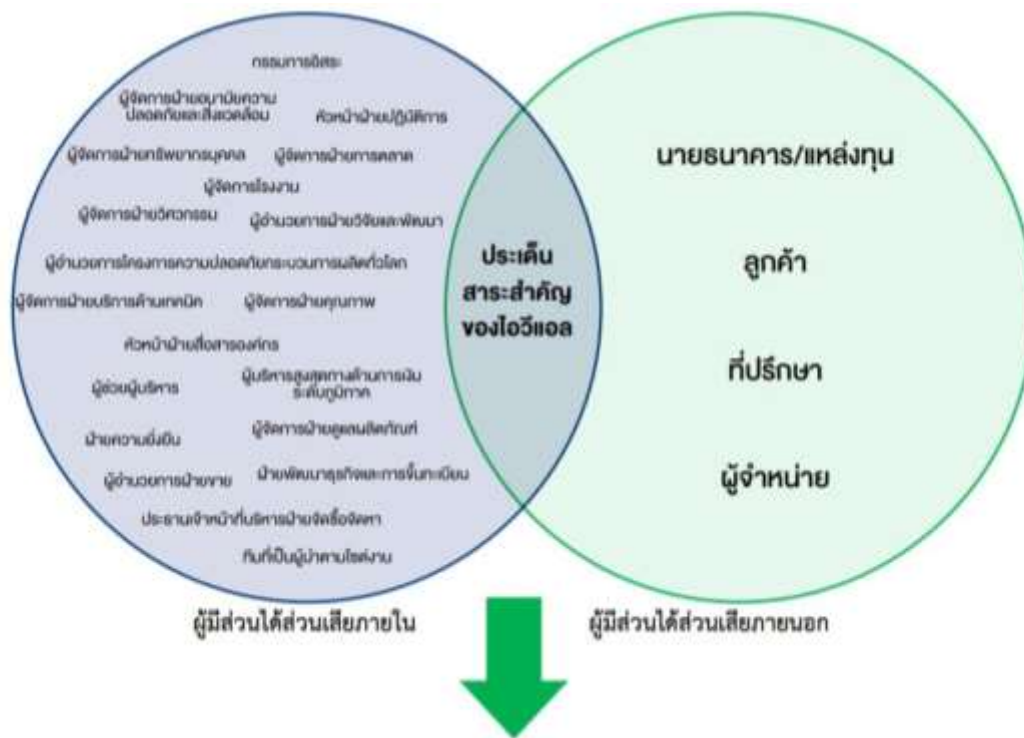 กรรมการอิสระ
ผู้จัดการฝ่ายอนามัยความ
ปลอดภัยและสิ่งแวดล้อม
หัวหน้าฝ่ายปฏิบัติการ
ผู้จัดการฝ่ายทรัพยากรบุคคล
ผู้จัดการฝ่ายการตลาด
ผู้จัดการโรงงาน
ผู้จัดการฝ่ายวิศวกรรม
ผู้อำนวยการฝ่ายวิจัยและพัฒนา
ผู้อำนวยการโครงการความปลอดภัยกระบวนการผลิตทั่วโลก
ผู้จัดการฝ่ายบริการด้านเทคนิค
ผู้จัดการฝ่ายคุณภาพ
หัวหน้าฝ่ายสื่อสารองค์กร
ผู้ช่วยผู้บริหาร
ผู้บริหารสูงสุดทางด้านการเงิน
ระดับภูมิภาค
ฝ่ายความยั่งยืน
ผู้จัดการฝ่ายดูแลผลิตภัณฑ์
ผู้อำนวยการฝ่ายขาย
ฝ่ายพัฒนาธุรกิจและการขึ้นทะเบียน
ประธานเจ้าหน้าที่บริหารฝ่ายจัดซื้อจัดหา
ทีมที่เป็นผู้นำตามไซต์งาน
ประเด็น
สาระสำคัญ
ของไอวีแอล
นายธนาคาร/แหล่งทุน
ลูกค้า
ที่ปรึกษา
ผู้จำหน่าย
ผู้มีส่วนได้ส่วนเสียภายใน
ผู้มีส่วนได้ส่วนเสียภายนอก